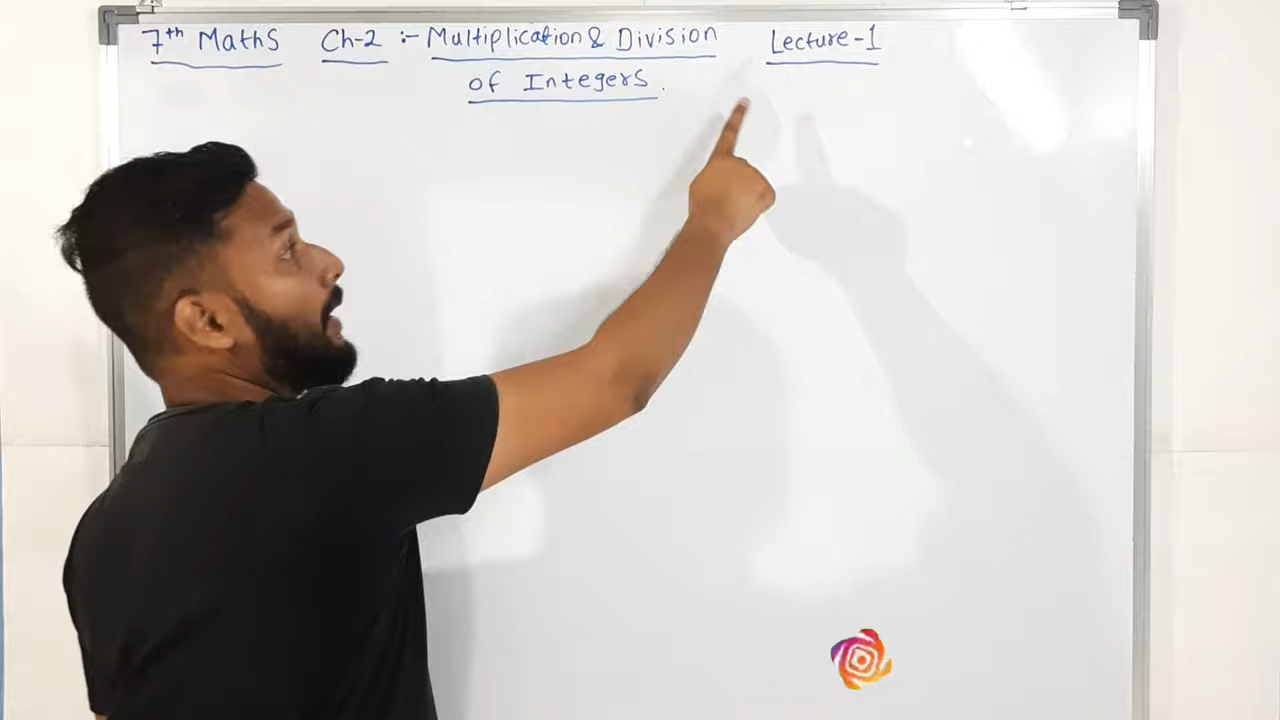 7th Maths Ch-2 :- Multiplication & Division Lecture-1
of Integers.